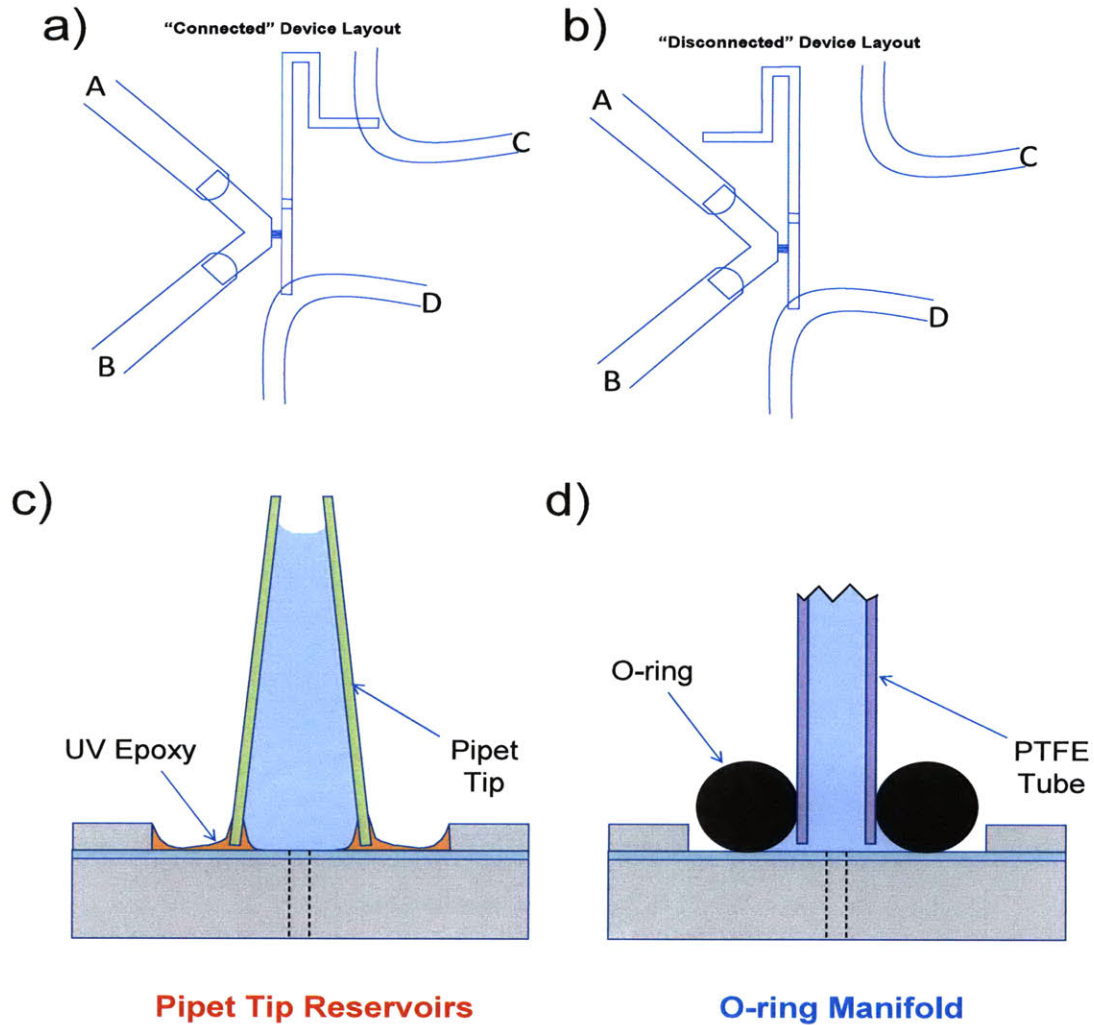 a)
"Connected" Device Layout
A
B
C
D
b)
"Disconnected" Device Layout
A
B
C
D
c)
UV Epoxy
Pipet
Tip
Pipet Tip Reservoirs
d)
O-ring
PTFE
Tube
O-ring Manifold